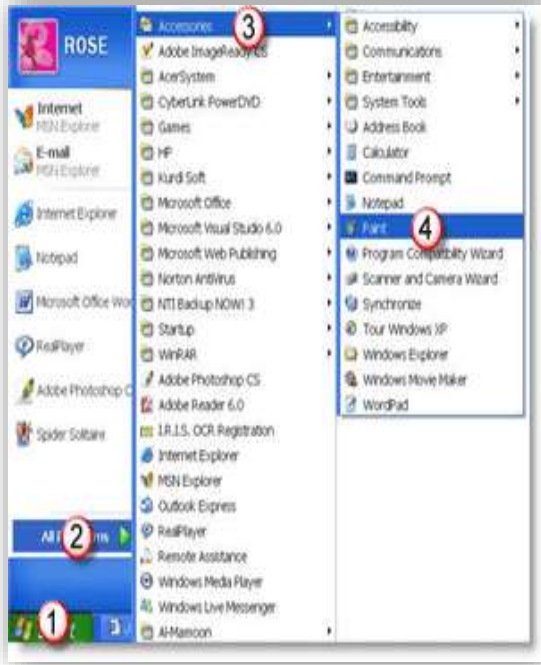 ROSE
Internet
MSN Explorer
E-mail
MSN Explorer
Internet Explorer
Notepad
Microsoft Office Wor
RealPlayer
Adobe Photoshop C
Spider Solitaire
All
2
1
Accessories
3
Adobe ImageReady CS
AcerSystem
CyberLink PowerDVD
Games
HP
Kurdi Soft
Microsoft Office
Microsoft Visual Studio 6.0
Microsoft Web Publishing
Norton AntiVirus
NTI Backup NOW! 3
Startup
WinRAR
Adobe Photoshop CS
Adobe Reader 6.0
I.R.I.S. OCR Registration
Internet Explorer
MSN Explorer
Outlook Express
RealPlayer
Remote Assistance
Windows Media Player
Windows Live Messenger
Al-Mamoon
Accessibility
Communications
Entertainment
System Tools
Address Book
Calculator
Command Prompt
Notepad
Paint
4
Program Compatibility Wizard
Scanner and Camera Wizard
Synchronize
Tour Windows XP
Windows Explorer
Windows Movie Maker
WordPad